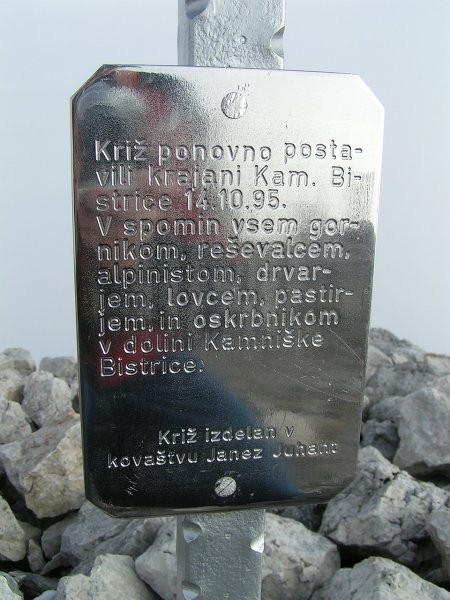 Križ ponovno posta-
vili krajani Kam. Bi-
strice 14.10.95.
V spomin vsem gor-
nikom, reševalcem,
alpinistom, drvar-
jem, lovcem, pastir-
jem, in oskrbnikom
v dolini Kamniške
Bistrice.
Križ izdelan v
kovaštvu Janez Juhant